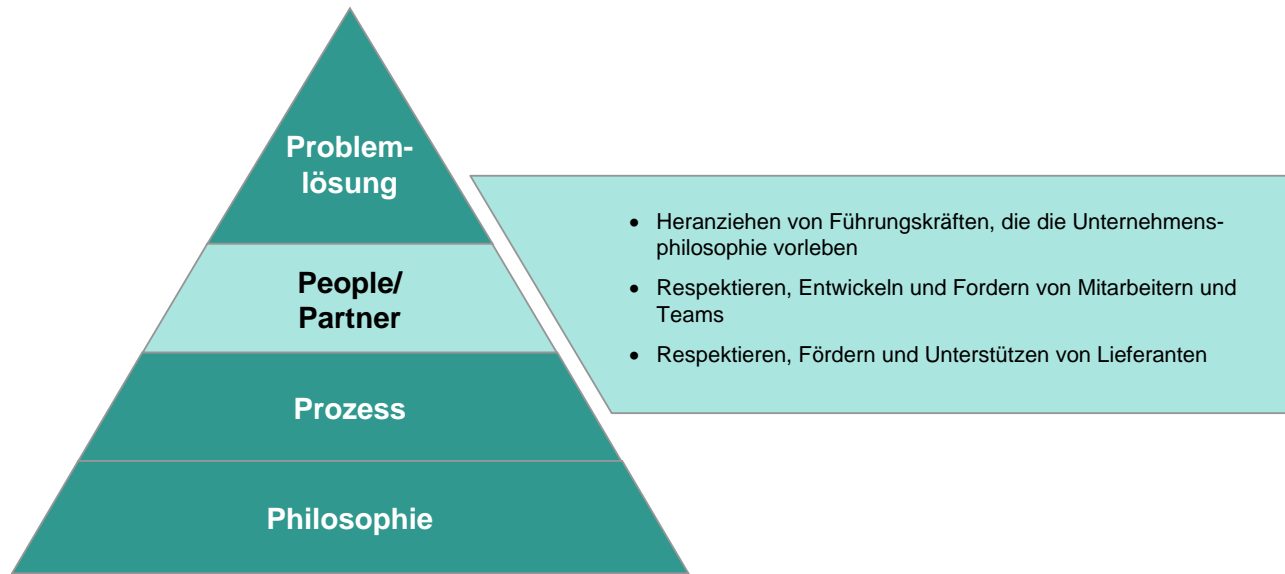 Problem-
lösung
People/
Partner
Prozess
Philosophie
• Heranziehen von Führungskräften, die die Unternehmens-
philosophie vorleben
• Respektieren, Entwickeln und Fordern von Mitarbeitern und
Teams
• Respektieren, Fördern und Unterstützen von Lieferanten